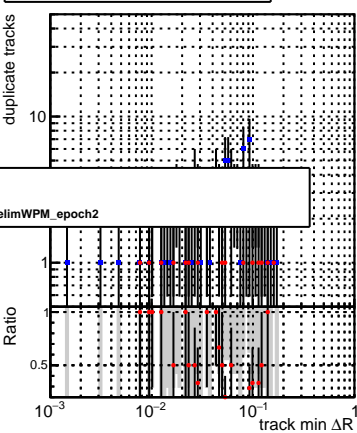 duplicate tracks
10
elimWPM_epoch2
1
Ratio
1
0.5
10−3 10−2 10−1 1
track min ΔR